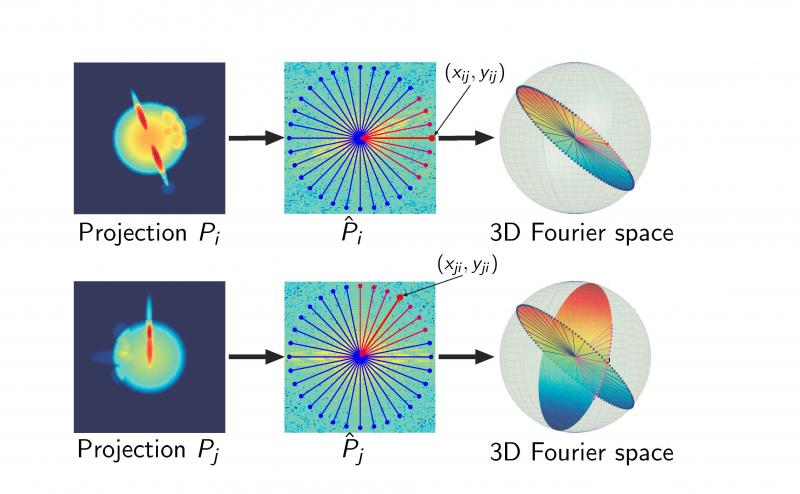 (x_ij, y_ij)
Projection P_i
P̂_i
3D Fourier space
(x_ji, y_ji)
Projection P_j
P̂_j
3D Fourier space